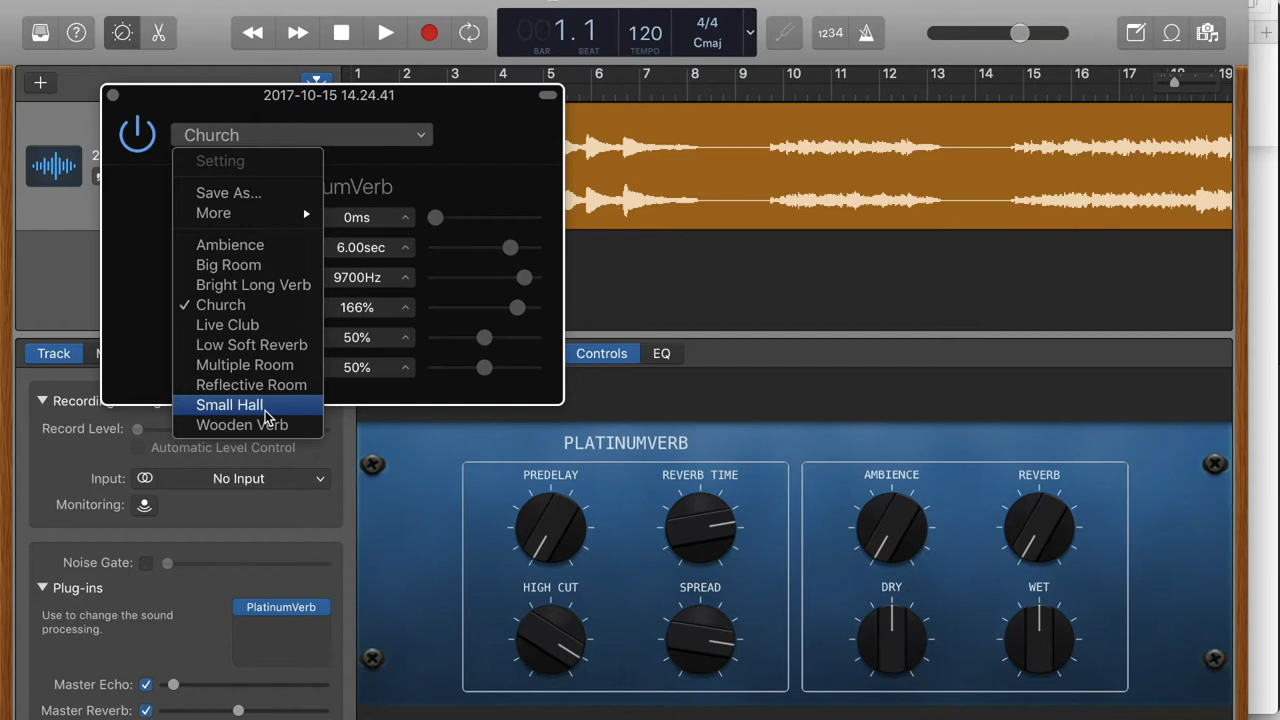 001.1
BAR BEAT
120
TEMPO
4/4
Cmaj
1234
1 2 3 4 5 6 7 8 9 10 11 12 13 14 15 16 17 18 19
2017-10-15 14.24.41
Church
Setting
Save As...
More
Ambience
Big Room
Bright Long Verb
Church
Live Club
Low Soft Reverb
Multiple Room
Reflective Room
Small Hall
Wooden Verb
umVerb
0ms
6.00sec
9700Hz
166%
50%
50%
2
Track
Controls
EQ
Recording
Record Level:
Automatic Level Control
Input:
No Input
Monitoring:
Noise Gate:
Plug-ins
Use to change the sound
processing.
PlatinumVerb
Master Echo:
Master Reverb:
PLATINUMVERB
PREDELAY
REVERB TIME
AMBIENCE
REVERB
HIGH CUT
SPREAD
DRY
WET